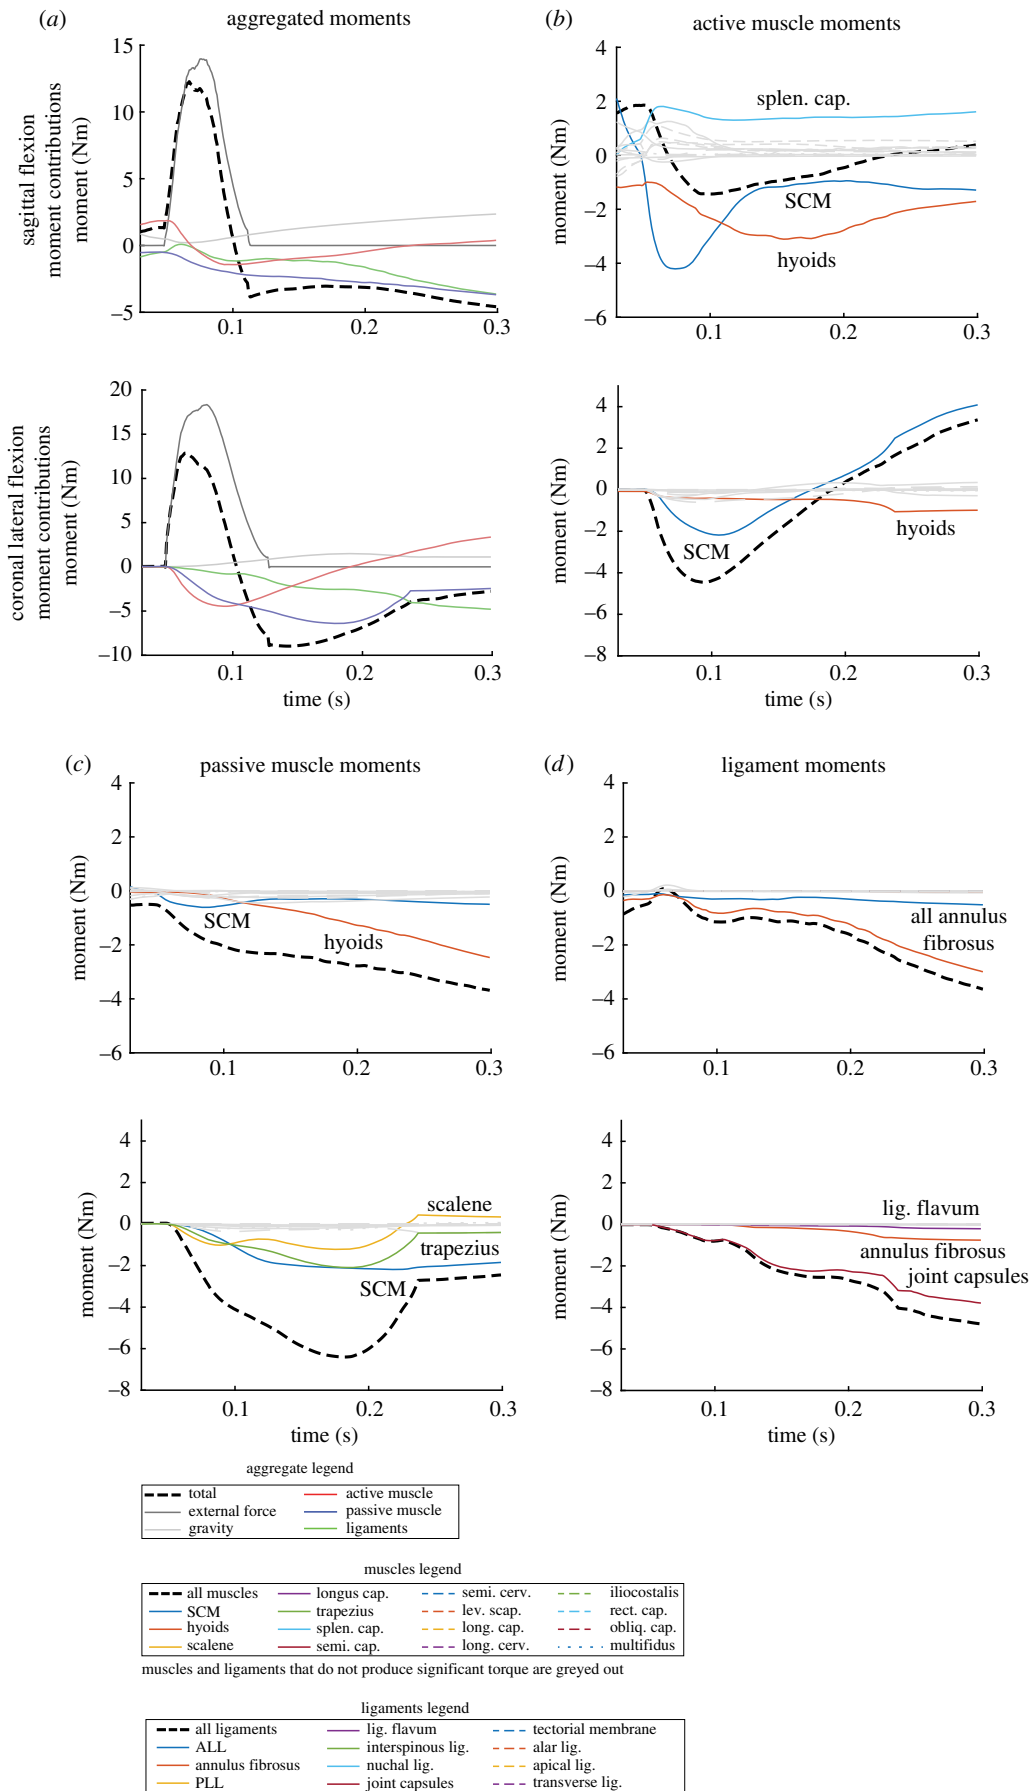 (a) aggregated moments
15
10
5
0
−5
0.1 0.2 0.3
sagittal flexion
moment contributions
moment (Nm)
(b) active muscle moments
4
2
0
−2
−4
−6
0.1 0.2 0.3
moment (Nm)
splen. cap.
SCM
hyoids
20
15
10
5
0
−5
−10
0.1 0.2 0.3
coronal lateral flexion
moment contributions
moment (Nm)
time (s)
4
2
0
−2
−4
−6
−8
0.1 0.2 0.3
moment (Nm)
hyoids
SCM
time (s)
(c) passive muscle moments
4
2
0
−2
−4
−6
0.1 0.2 0.3
moment (Nm)
SCM
hyoids
(d) ligament moments
4
2
0
−2
−4
−6
0.1 0.2 0.3
moment (Nm)
all annulus
fibrosus
4
2
0
−2
−4
−6
−8
0.1 0.2 0.3
moment (Nm)
scalene
trapezius
SCM
time (s)
4
2
0
−2
−4
−6
−8
0.1 0.2 0.3
moment (Nm)
lig. flavum
annulus fibrosus
joint capsules
time (s)
aggregate legend
total active muscle
external force passive muscle
gravity ligaments
muscles legend
all muscles longus cap. semi. cerv. iliocostalis
SCM trapezius lev. scap. rect. cap.
hyoids splen. cap. long. cap. obliq. cap.
scalene semi. cap. long. cerv. multifidus
muscles and ligaments that do not produce significant torque are greyed out
ligaments legend
all ligaments lig. flavum tectorial membrane
ALL interspinous lig. alar lig.
annulus fibrosus nuchal lig. apical lig.
PLL joint capsules transverse lig.